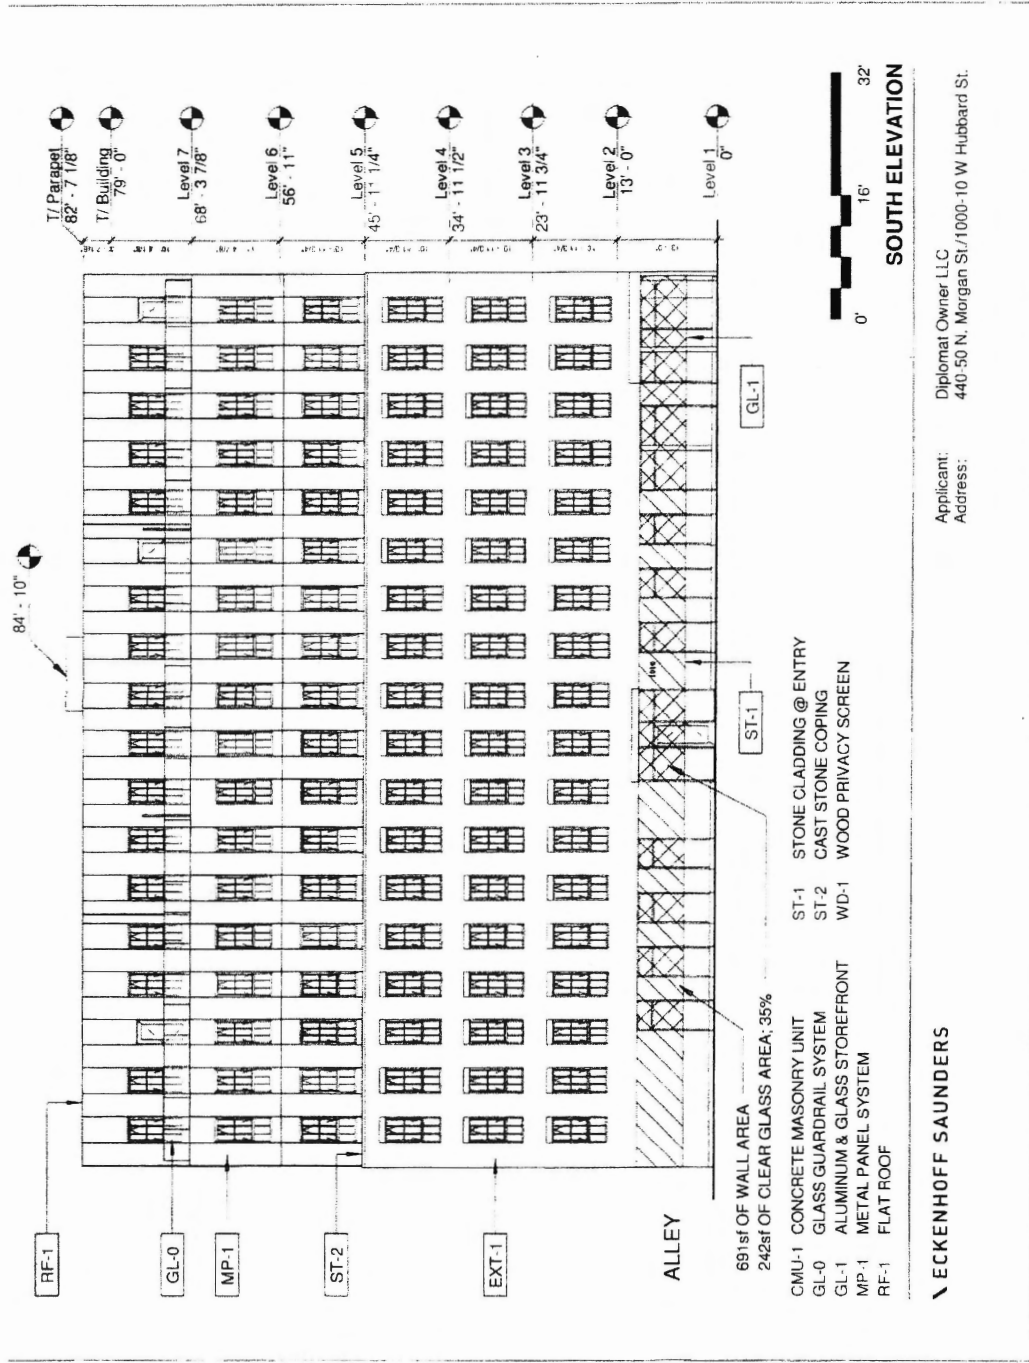 84' - 10"
T/ Parapet
82' - 7 1/8"
T/ Building
79' - 0"
Level 7
68' - 3 7/8"
Level 6
56' - 11"
Level 5
45' - 11 1/4"
Level 4
34' - 11 1/2"
Level 3
23' - 11 3/4"
Level 2
13' - 0"
Level 1
0"
RF-1
GL-0
MP-1
ST-2
EXT-1
ALLEY
GL-1
ST-1
691sf OF WALL AREA
242sf OF CLEAR GLASS AREA; 35%
CMU-1 CONCRETE MASONRY UNIT
GL-0 GLASS GUARDRAIL SYSTEM
GL-1 ALUMINUM & GLASS STOREFRONT
MP-1 METAL PANEL SYSTEM
RF-1 FLAT ROOF
ST-1 STONE CLADDING @ ENTRY
ST-2 CAST STONE COPING
WD-1 WOOD PRIVACY SCREEN
0' 16' 32'
SOUTH ELEVATION
\ ECKENHOFF SAUNDERS
Applicant: Diplomat Owner LLC
Address: 440-50 N. Morgan St./1000-10 W Hubbard St.